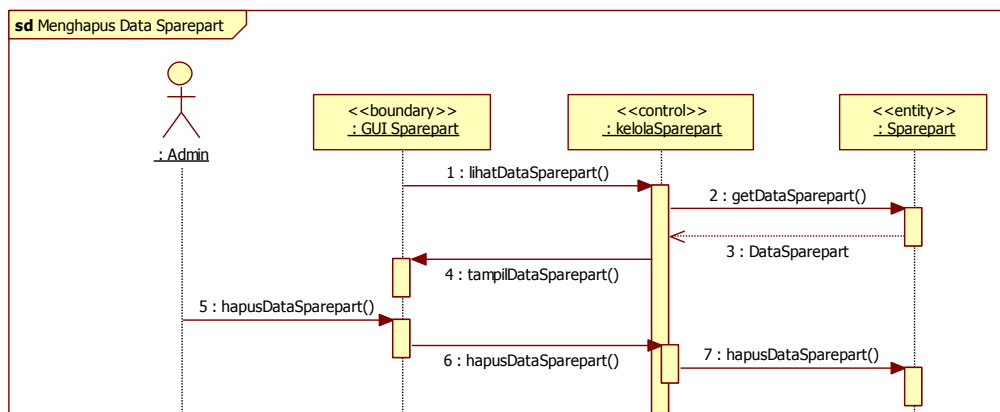 sd Menghapus Data Sparepart
: Admin
<<boundary>>
: GUI Sparepart
<<control>>
: kelolaSparepart
<<entity>>
: Sparepart
1 : lihatDataSparepart()
2 : getDataSparepart()
3 : DataSparepart
4 : tampilDataSparepart()
5 : hapusDataSparepart()
6 : hapusDataSparepart()
7 : hapusDataSparepart()